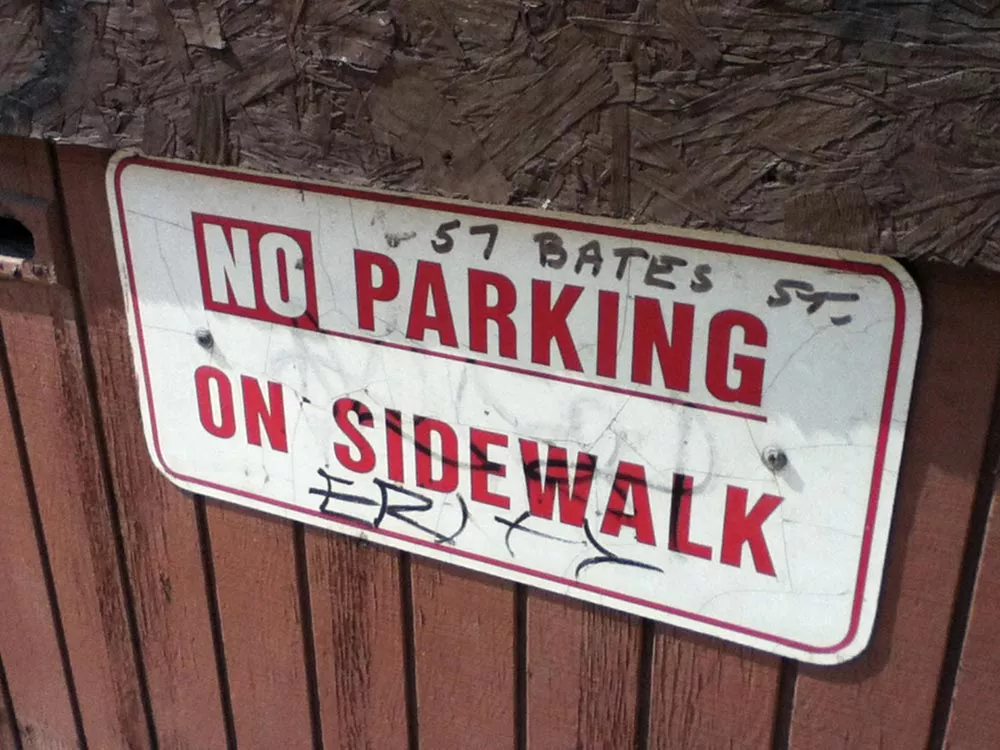 57 BATES ST.
NO PARKING
ON SIDEWALK